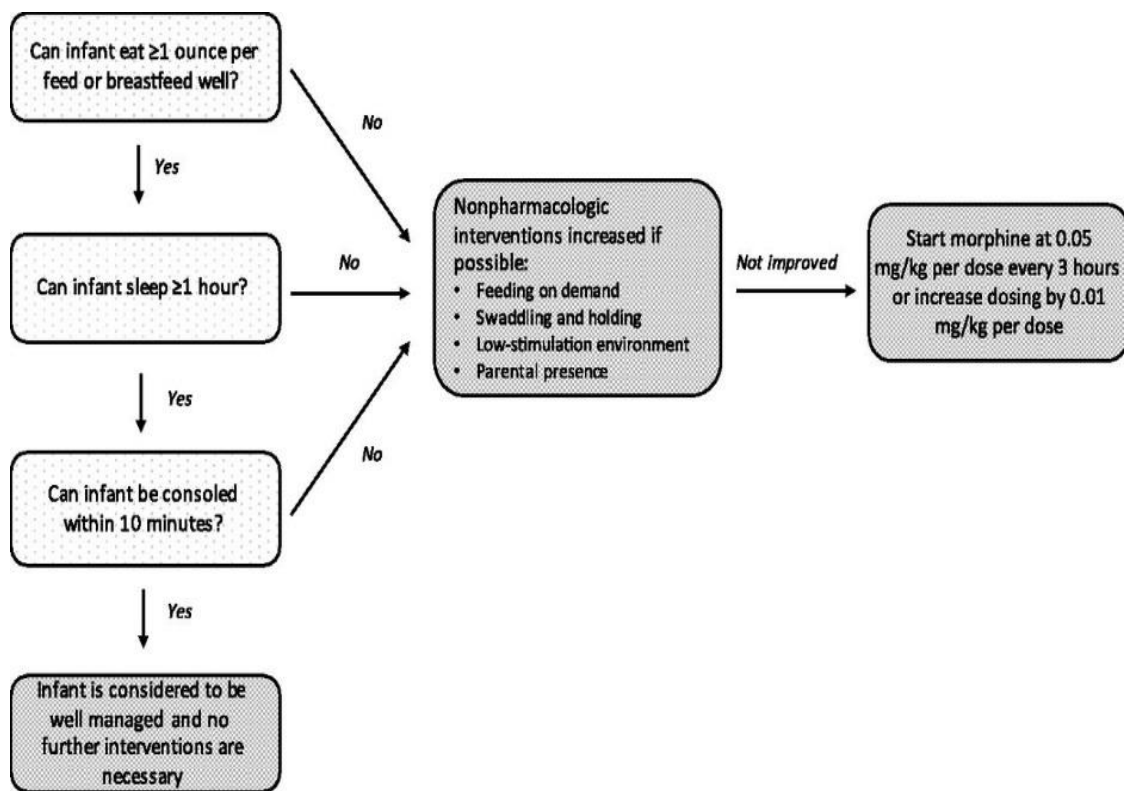 Can infant eat ≥1 ounce per
feed or breastfeed well?
No
Yes
Nonpharmacologic
interventions increased if
possible:
• Feeding on demand
• Swaddling and holding
• Low-stimulation environment
• Parental presence
Not improved
Start morphine at 0.05
mg/kg per dose every 3 hours
or increase dosing by 0.01
mg/kg per dose
Can infant sleep ≥1 hour?
No
Yes
Can infant be consoled
within 10 minutes?
No
Yes
Infant is considered to be
well managed and no
further interventions are
necessary